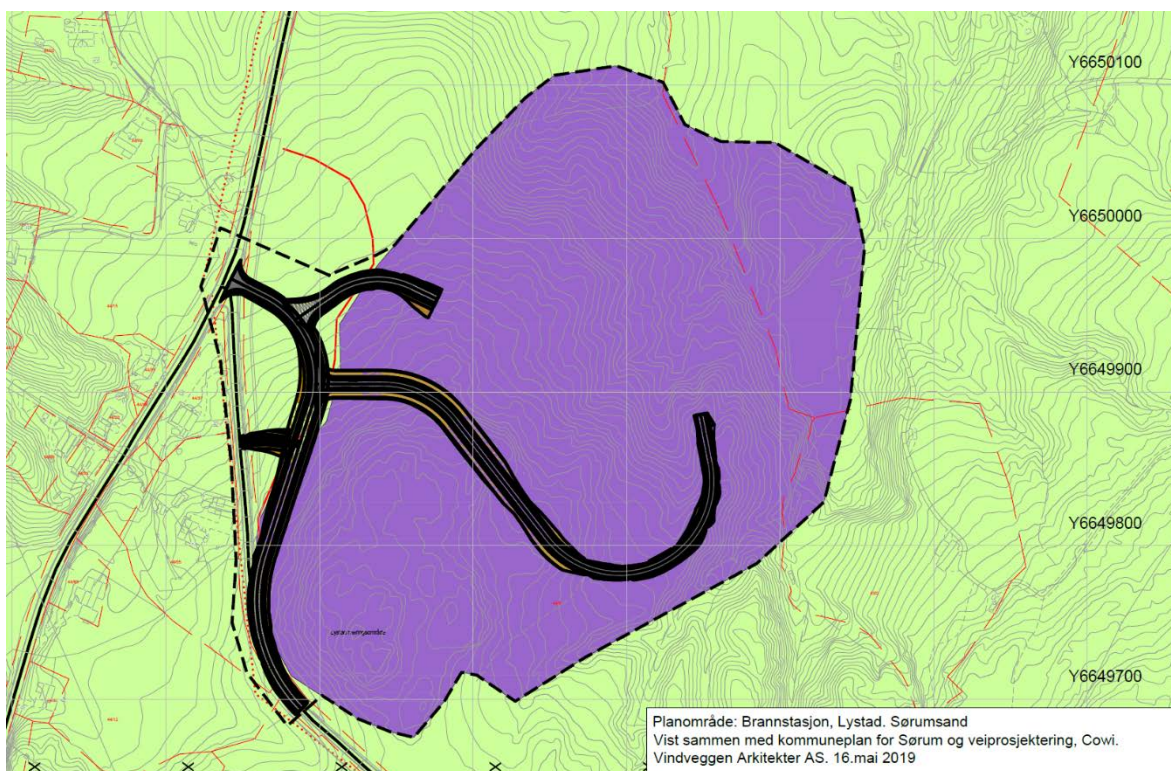 Y6650100
Y6650000
Y6649900
Y6649800
Y6649700
Planområde: Brannstasjon, Lystad. Sørumsand
Vist sammen med kommuneplan for Sørum og veiprosjektering, Cowi.
Vindveggen Arkitekter AS. 16.mai 2019